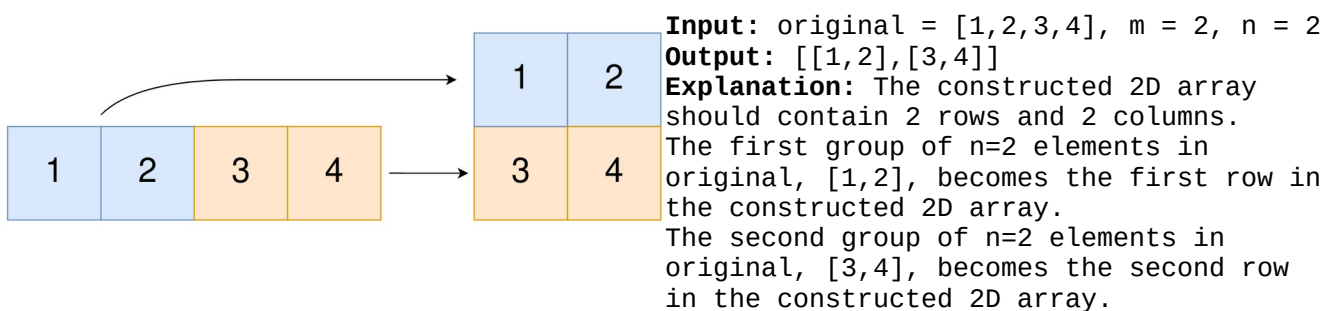 1 2
1 2 3 4
3 4
Input: original = [1,2,3,4], m = 2, n = 2
Output: [[1,2],[3,4]]
Explanation: The constructed 2D array
should contain 2 rows and 2 columns.
The first group of n=2 elements in
original, [1,2], becomes the first row in
the constructed 2D array.
The second group of n=2 elements in
original, [3,4], becomes the second row
in the constructed 2D array.